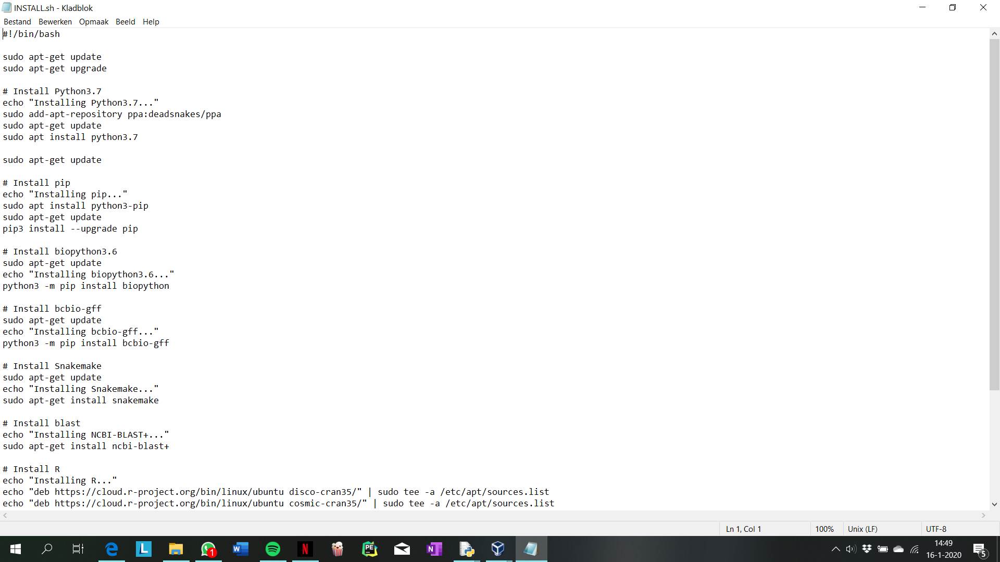 INSTALL.sh - Kladblok
Bestand Bewerken Opmaak Beeld Help
#!/bin/bash
sudo apt-get update
sudo apt-get upgrade
# Install Python3.7
echo "Installing Python3.7..."
sudo add-apt-repository ppa:deadsnakes/ppa
sudo apt-get update
sudo apt install python3.7
sudo apt-get update
# Install pip
echo "Installing pip..."
sudo apt install python3-pip
sudo apt-get update
pip3 install --upgrade pip
# Install biopython3.6
sudo apt-get update
echo "Installing biopython3.6..."
python3 -m pip install biopython
# Install bcbio-gff
sudo apt-get update
echo "Installing bcbio-gff..."
python3 -m pip install bcbio-gff
# Install Snakemake
sudo apt-get update
echo "Installing Snakemake..."
sudo apt-get install snakemake
# Install blast
echo "Installing NCBI-BLAST+..."
sudo apt-get install ncbi-blast+
# Install R
echo "Installing R..."
echo "deb https://cloud.r-project.org/bin/linux/ubuntu disco-cran35/" | sudo tee -a /etc/apt/sources.list
echo "deb https://cloud.r-project.org/bin/linux/ubuntu cosmic-cran35/" | sudo tee -a /etc/apt/sources.list
Ln 1, Col 1 100% Unix (LF) UTF-8
L 1 W N PE N 14:49
16-1-2020 5